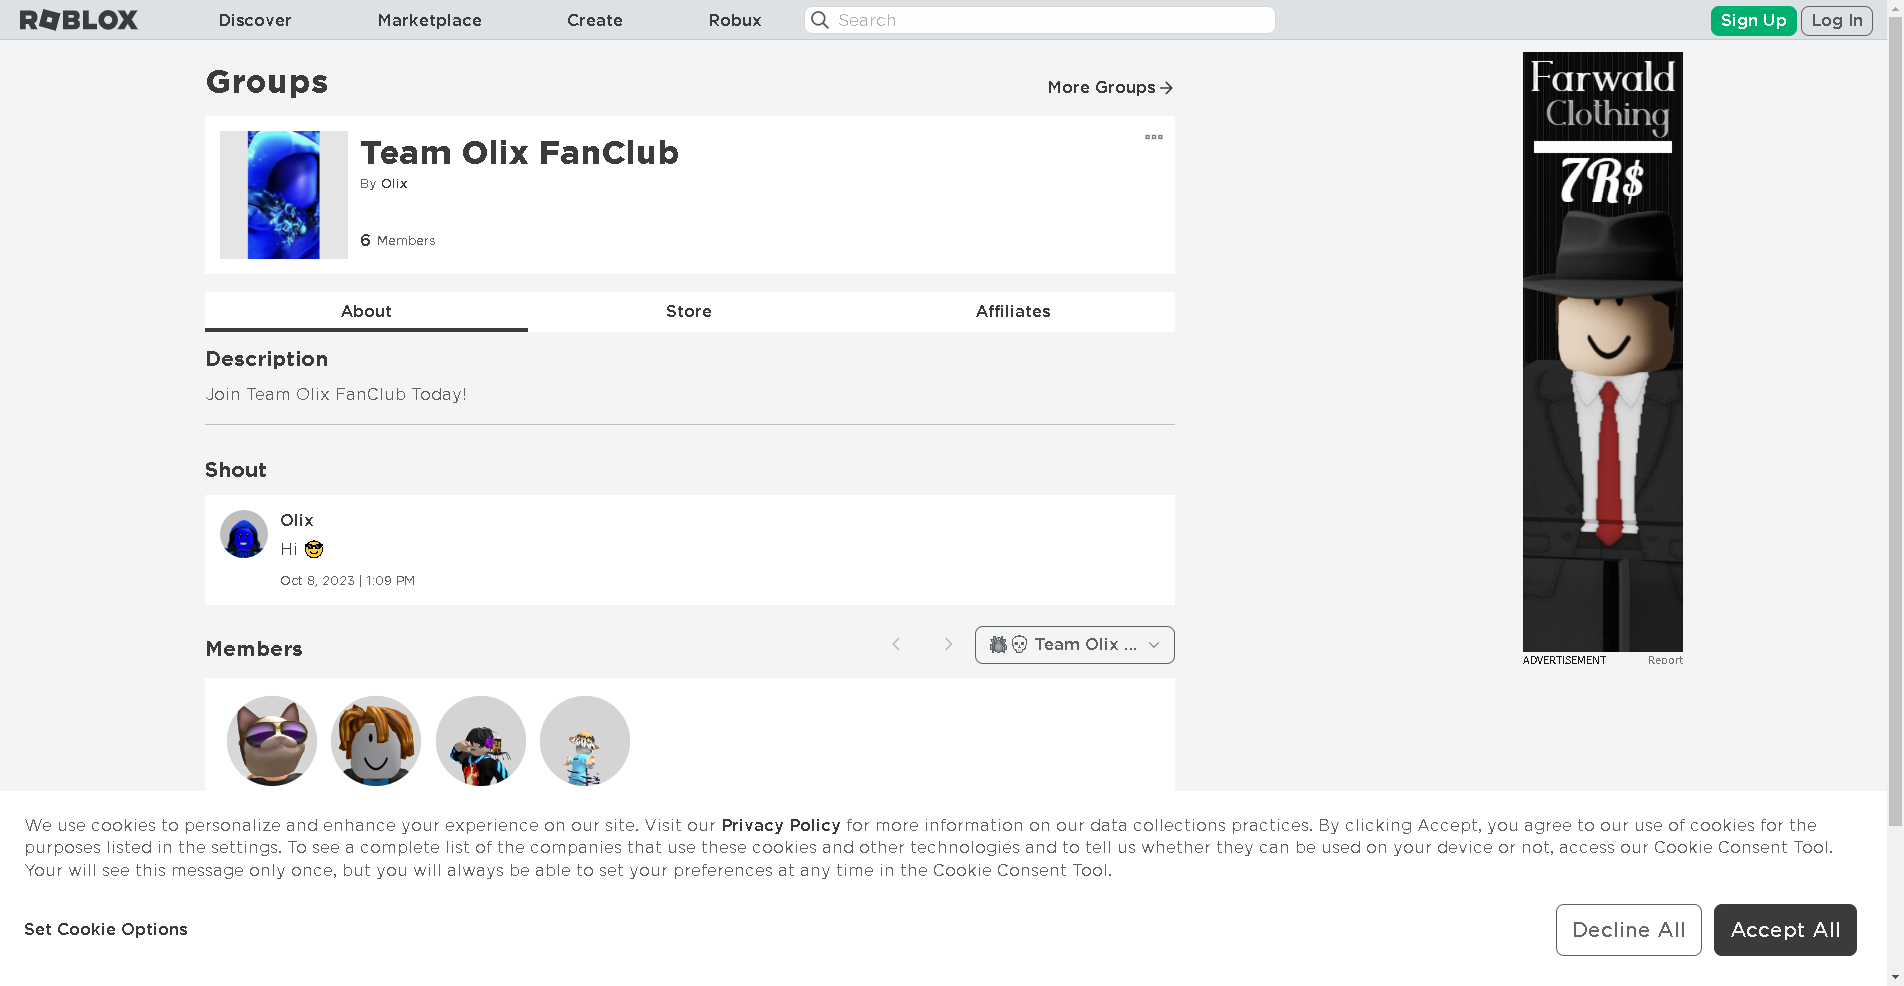 ROBLOX
Discover
Marketplace
Create
Robux
Search
Sign Up
Log In
Groups
More Groups
Team Olix FanClub
By Olix
6 Members
About
Store
Affiliates
Description
Join Team Olix FanClub Today!
Shout
Olix
Hi 😎
Oct 8, 2023 | 1:09 PM
Members
Team Olix ...
Farwald
Clothing
7R$
ADVERTISEMENT
Report
We use cookies to personalize and enhance your experience on our site. Visit our Privacy Policy for more information on our data collections practices. By clicking Accept, you agree to our use of cookies for the
purposes listed in the settings. To see a complete list of the companies that use these cookies and other technologies and to tell us whether they can be used on your device or not, access our Cookie Consent Tool.
Your will see this message only once, but you will always be able to set your preferences at any time in the Cookie Consent Tool.
Set Cookie Options
Decline All
Accept All